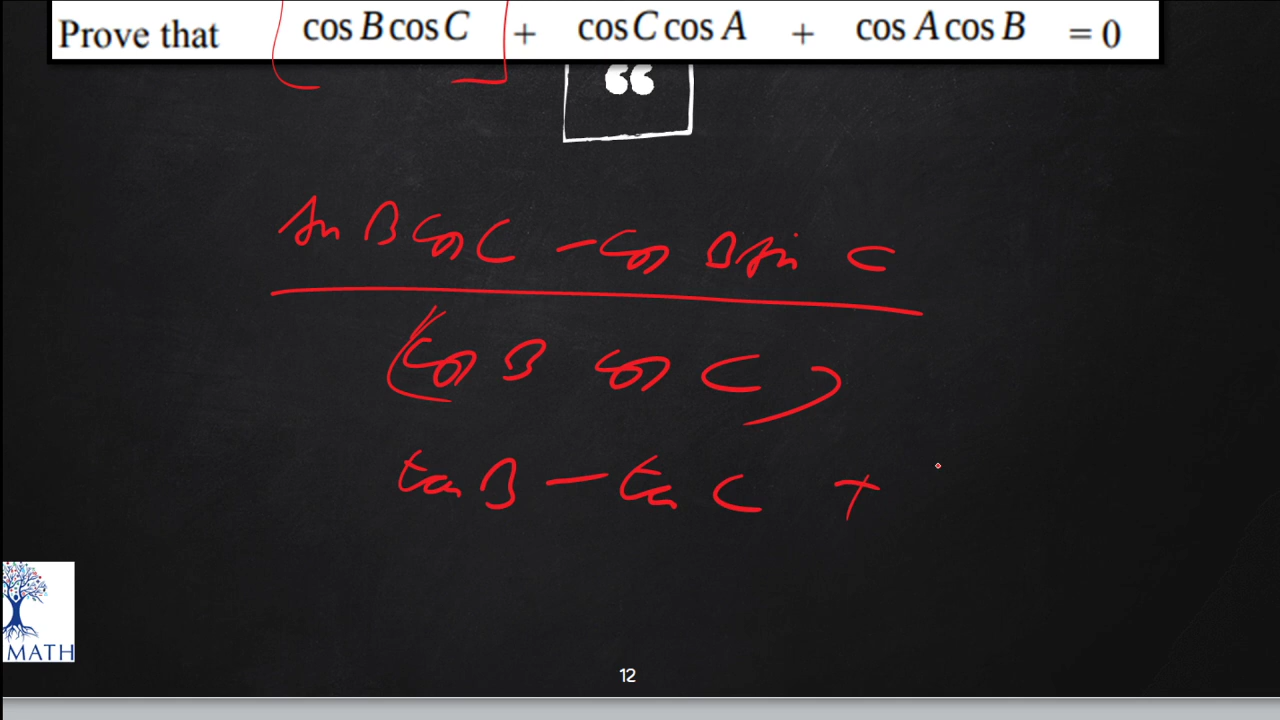 Prove that cos B cos C + cos C cos A + cos A cos B = 0
“
sin B cos C – cos B sin C
(cos B cos C)
tan B – tan C +
MATH
12